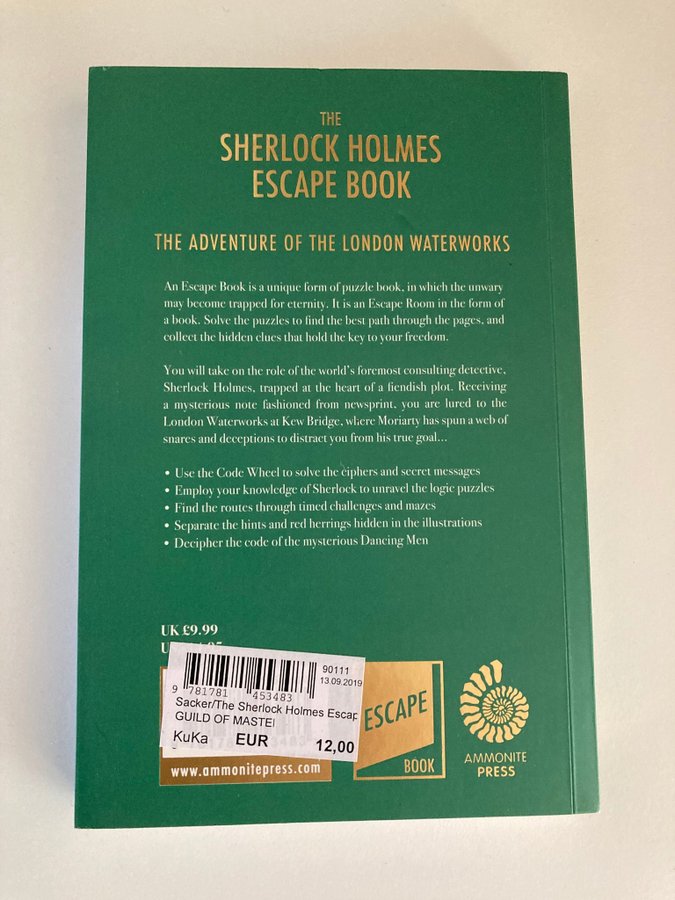 THE
SHERLOCK HOLMES
ESCAPE BOOK
THE ADVENTURE OF THE LONDON WATERWORKS
An Escape Book is a unique form of puzzle book, in which the unwary
may become trapped for eternity. It is an Escape Room in the form of
a book. Solve the puzzles to find the best path through the pages, and
collect the hidden clues that hold the key to your freedom.
You will take on the role of the world's foremost consulting detective,
Sherlock Holmes, trapped at the heart of a fiendish plot. Receiving
a mysterious note fashioned from newsprint, you are lured to the
London Waterworks at Kew Bridge, where Moriarty has spun a web of
snares and deceptions to distract you from his true goal...
• Use the Code Wheel to solve the ciphers and secret messages
• Employ your knowledge of Sherlock to unravel the logic puzzles
• Find the routes through timed challenges and mazes
• Separate the hints and red herrings hidden in the illustrations
• Decipher the code of the mysterious Dancing Men
UK £9.99
90111
13.09.2019
9 781781 453483
Sacker/The Sherlock Holmes Escap
GUILD OF MASTE
KuKa EUR 12,00
www.ammonitepress.com
ESCAPE
BOOK
AMMONITE
PRESS